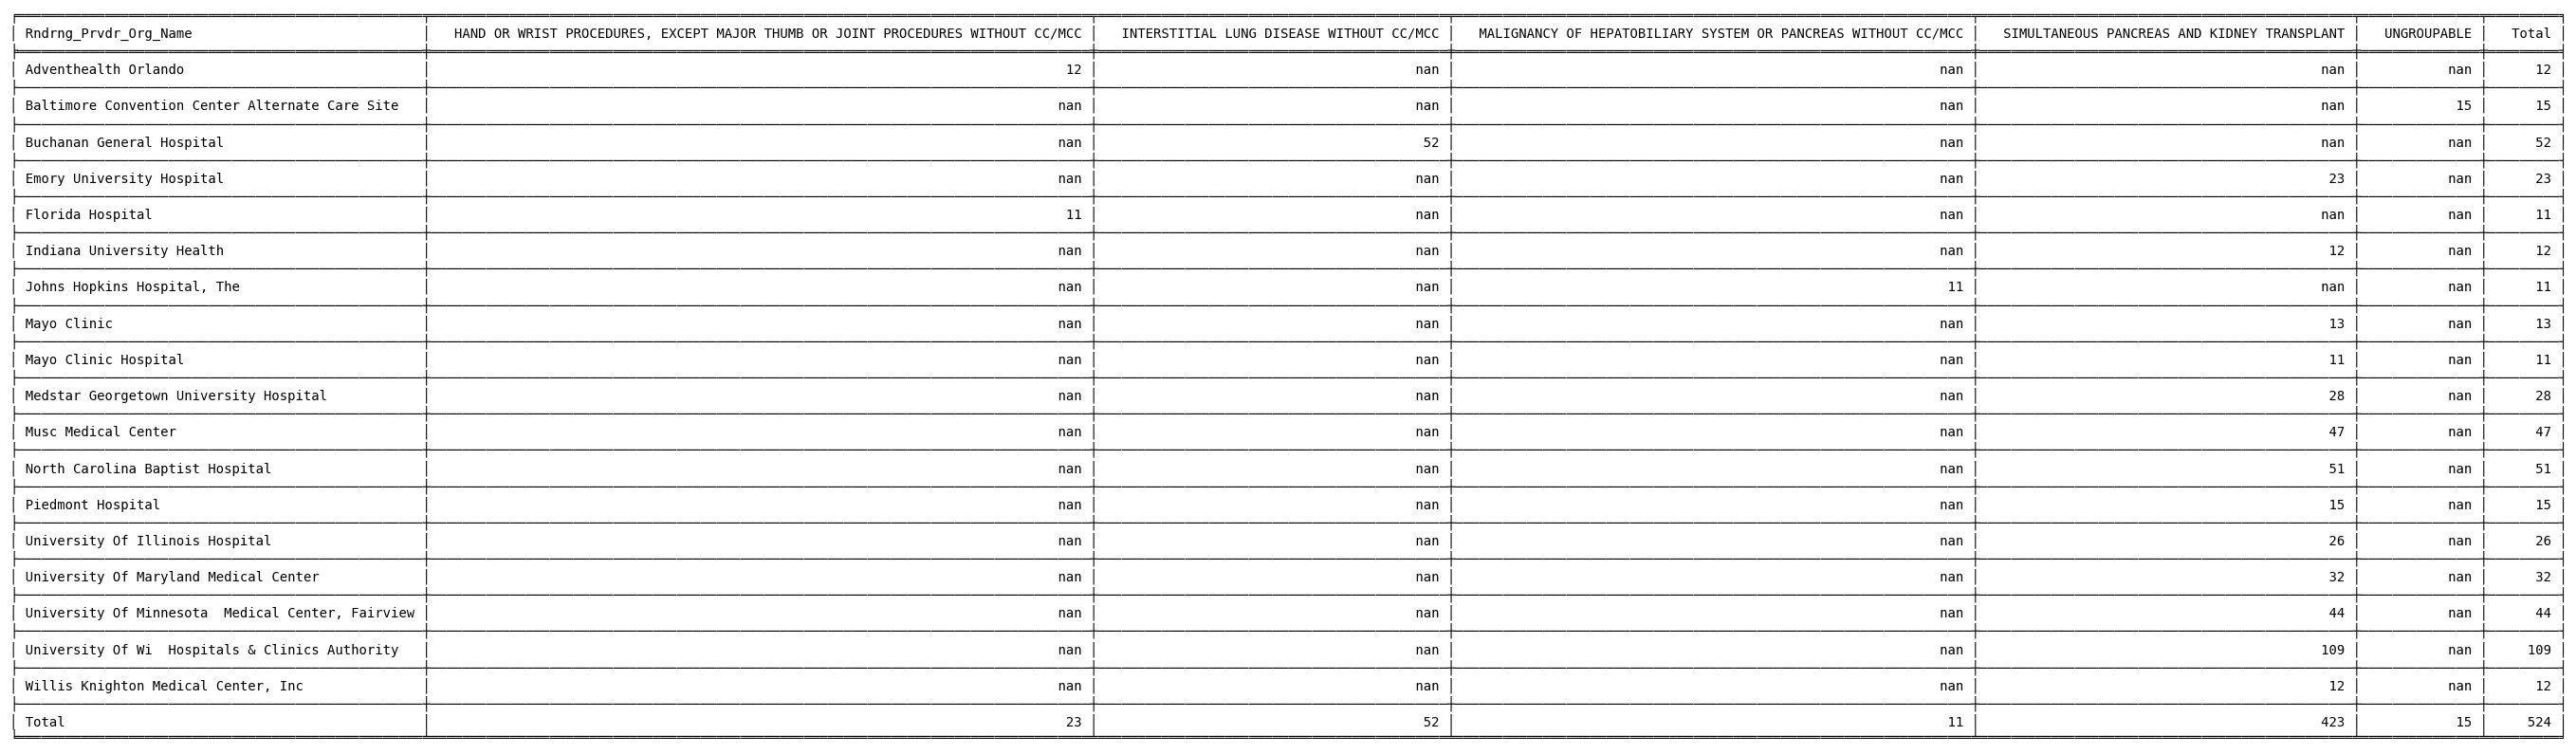 Rndrng_Prvdr_Org_Name HAND OR WRIST PROCEDURES, EXCEPT MAJOR THUMB OR JOINT PROCEDURES WITHOUT CC/MCC INTERSTITIAL LUNG DISEASE WITHOUT CC/MCC MALIGNANCY OF HEPATOBILIARY SYSTEM OR PANCREAS WITHOUT CC/MCC SIMULTANEOUS PANCREAS AND KIDNEY TRANSPLANT UNGROUPABLE Total
Adventhealth Orlando 12 nan nan nan nan 12
Baltimore Convention Center Alternate Care Site nan nan nan nan 15 15
Buchanan General Hospital nan 52 nan nan nan 52
Emory University Hospital nan nan nan 23 nan 23
Florida Hospital 11 nan nan nan nan 11
Indiana University Health nan nan nan 12 nan 12
Johns Hopkins Hospital, The nan nan 11 nan nan 11
Mayo Clinic nan nan nan 13 nan 13
Mayo Clinic Hospital nan nan nan 11 nan 11
Medstar Georgetown University Hospital nan nan nan 28 nan 28
Musc Medical Center nan nan nan 47 nan 47
North Carolina Baptist Hospital nan nan nan 51 nan 51
Piedmont Hospital nan nan nan 15 nan 15
University Of Illinois Hospital nan nan nan 26 nan 26
University Of Maryland Medical Center nan nan nan 32 nan 32
University Of Minnesota  Medical Center, Fairview nan nan nan 44 nan 44
University Of Wi  Hospitals & Clinics Authority nan nan nan 109 nan 109
Willis Knighton Medical Center, Inc nan nan nan 12 nan 12
Total 23 52 11 423 15 524